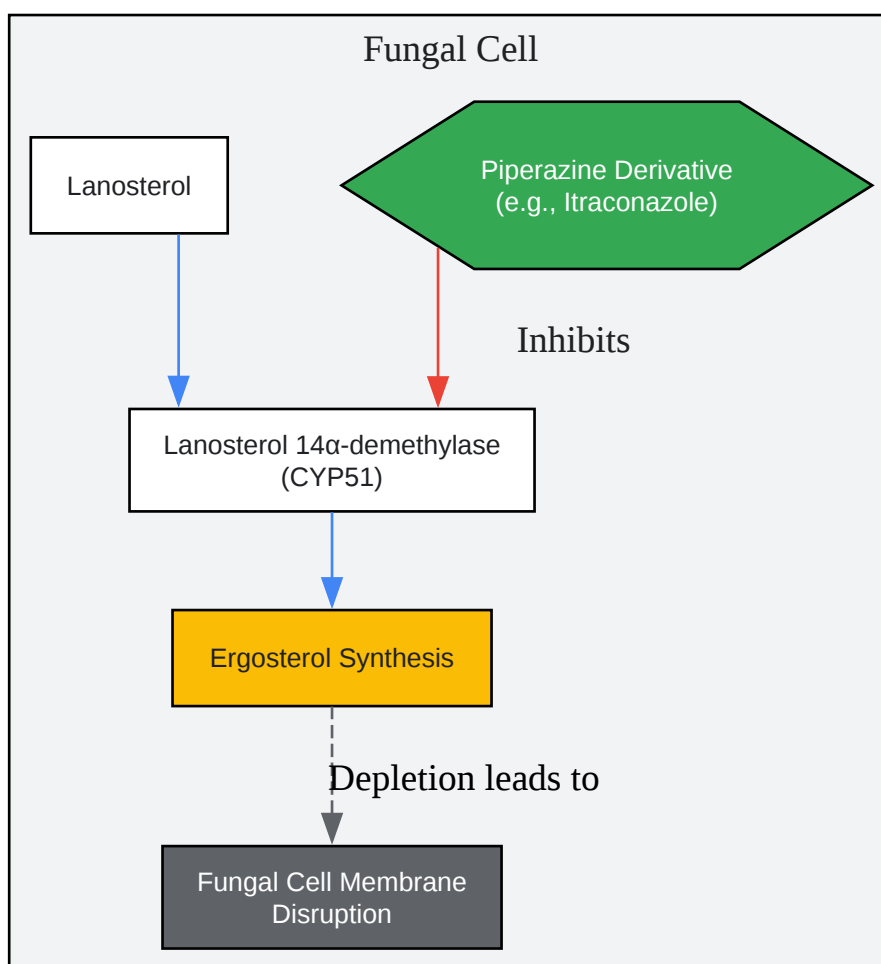 Fungal Cell
Lanosterol
Piperazine Derivative
(e.g., Itraconazole)
Inhibits
Lanosterol 14α-demethylase
(CYP51)
Ergosterol Synthesis
Depletion leads to
Fungal Cell Membrane
Disruption